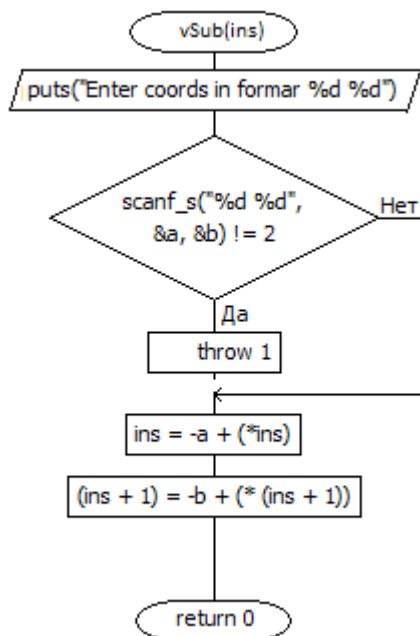 vSub(ins)
puts("Enter coords in formar %d %d")
scanf_s("%d %d",
&a, &b) != 2
Нет
Да
throw 1
ins = -a + (*ins)
(ins + 1) = -b + (* (ins + 1))
return 0